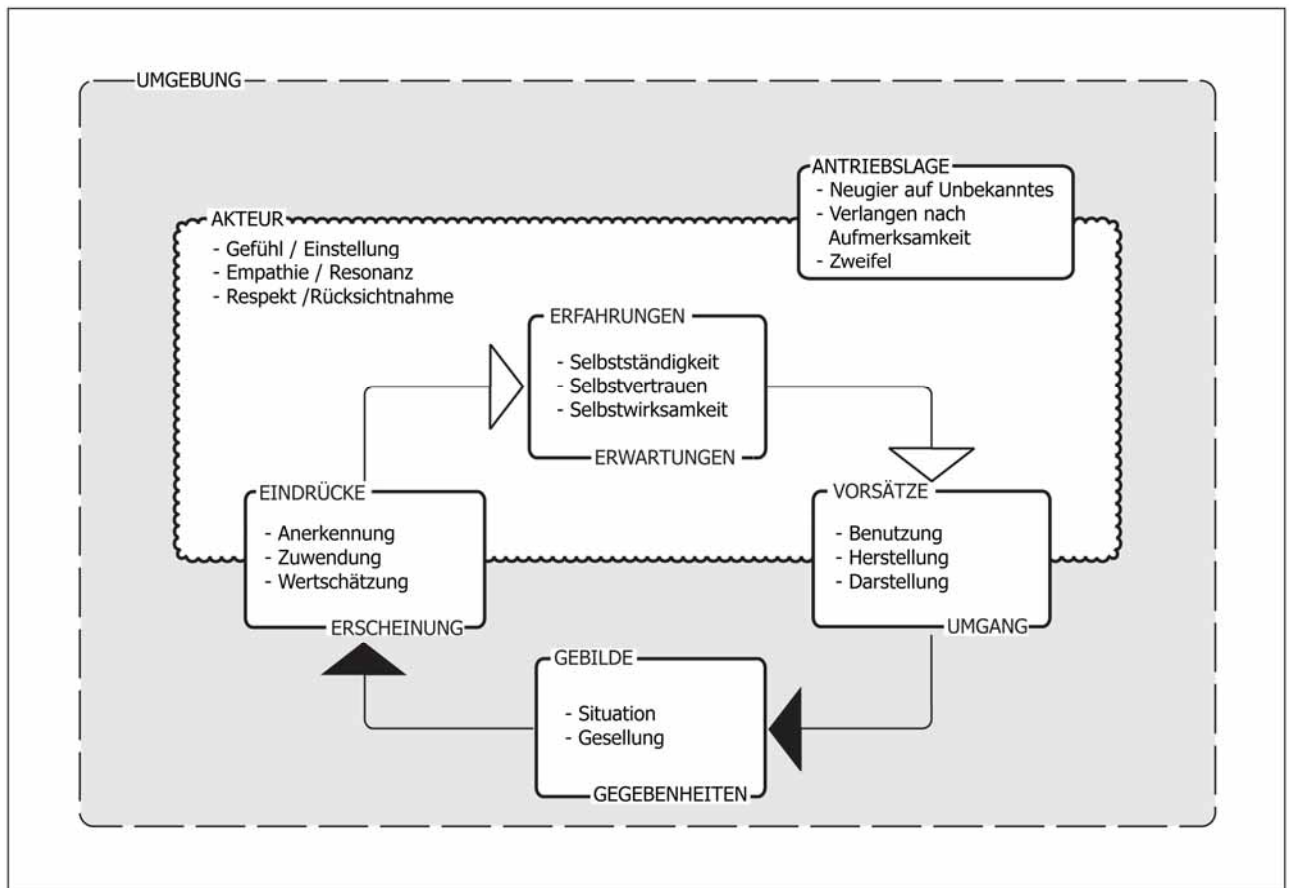 UMGEBUNG
ANTRIEBSLAGE
- Neugier auf Unbekanntes
- Verlangen nach
Aufmerksamkeit
- Zweifel
AKTEUR
- Gefühl / Einstellung
- Empathie / Resonanz
- Respekt /Rücksichtnahme
ERFAHRUNGEN
- Selbstständigkeit
- Selbstvertrauen
- Selbstwirksamkeit
ERWARTUNGEN
EINDRÜCKE
- Anerkennung
- Zuwendung
- Wertschätzung
ERSCHEINUNG
VORSÄTZE
- Benutzung
- Herstellung
- Darstellung
UMGANG
GEBILDE
- Situation
- Gesellung
GEGEBENHEITEN